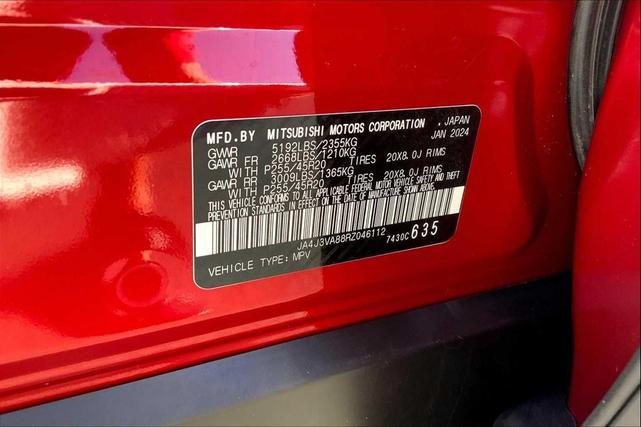 MFD.BY MITSUBISHI MOTORS CORPORATION , JAPAN
GVWR 5192LBS/2355KG JAN 2024
GAWR FR 2668LBS/1210KG
WITH P255/45R20 TIRES 20X8.0J RIMS
GAWR RR 3009LBS/1365KG
WITH P255/45R20 TIRES 20X8.0J RIMS
THIS VEHICLE CONFORMS TO ALL APPLICABLE FEDERAL MOTOR VEHICLE SAFETY AND THEFT
PREVENTION STANDARDS IN EFFECT ON THE DATE OF MANUFACTURE SHOWN ABOVE.
JA4J3VA88RZ046112
7430C 635
VEHICLE TYPE: MPV